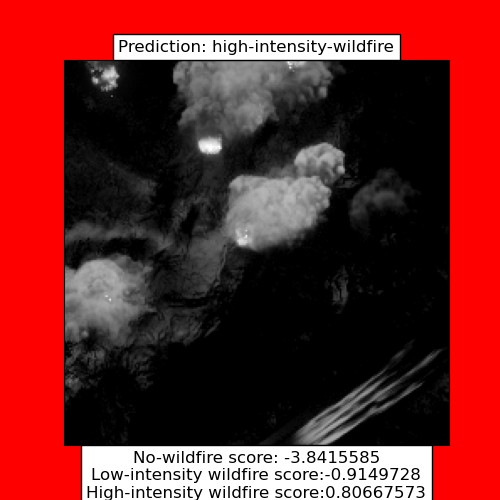 Prediction: high-intensity-wildfire
No-wildfire score: -3.8415585
Low-intensity wildfire score:-0.9149728
High-intensity wildfire score:0.80667573